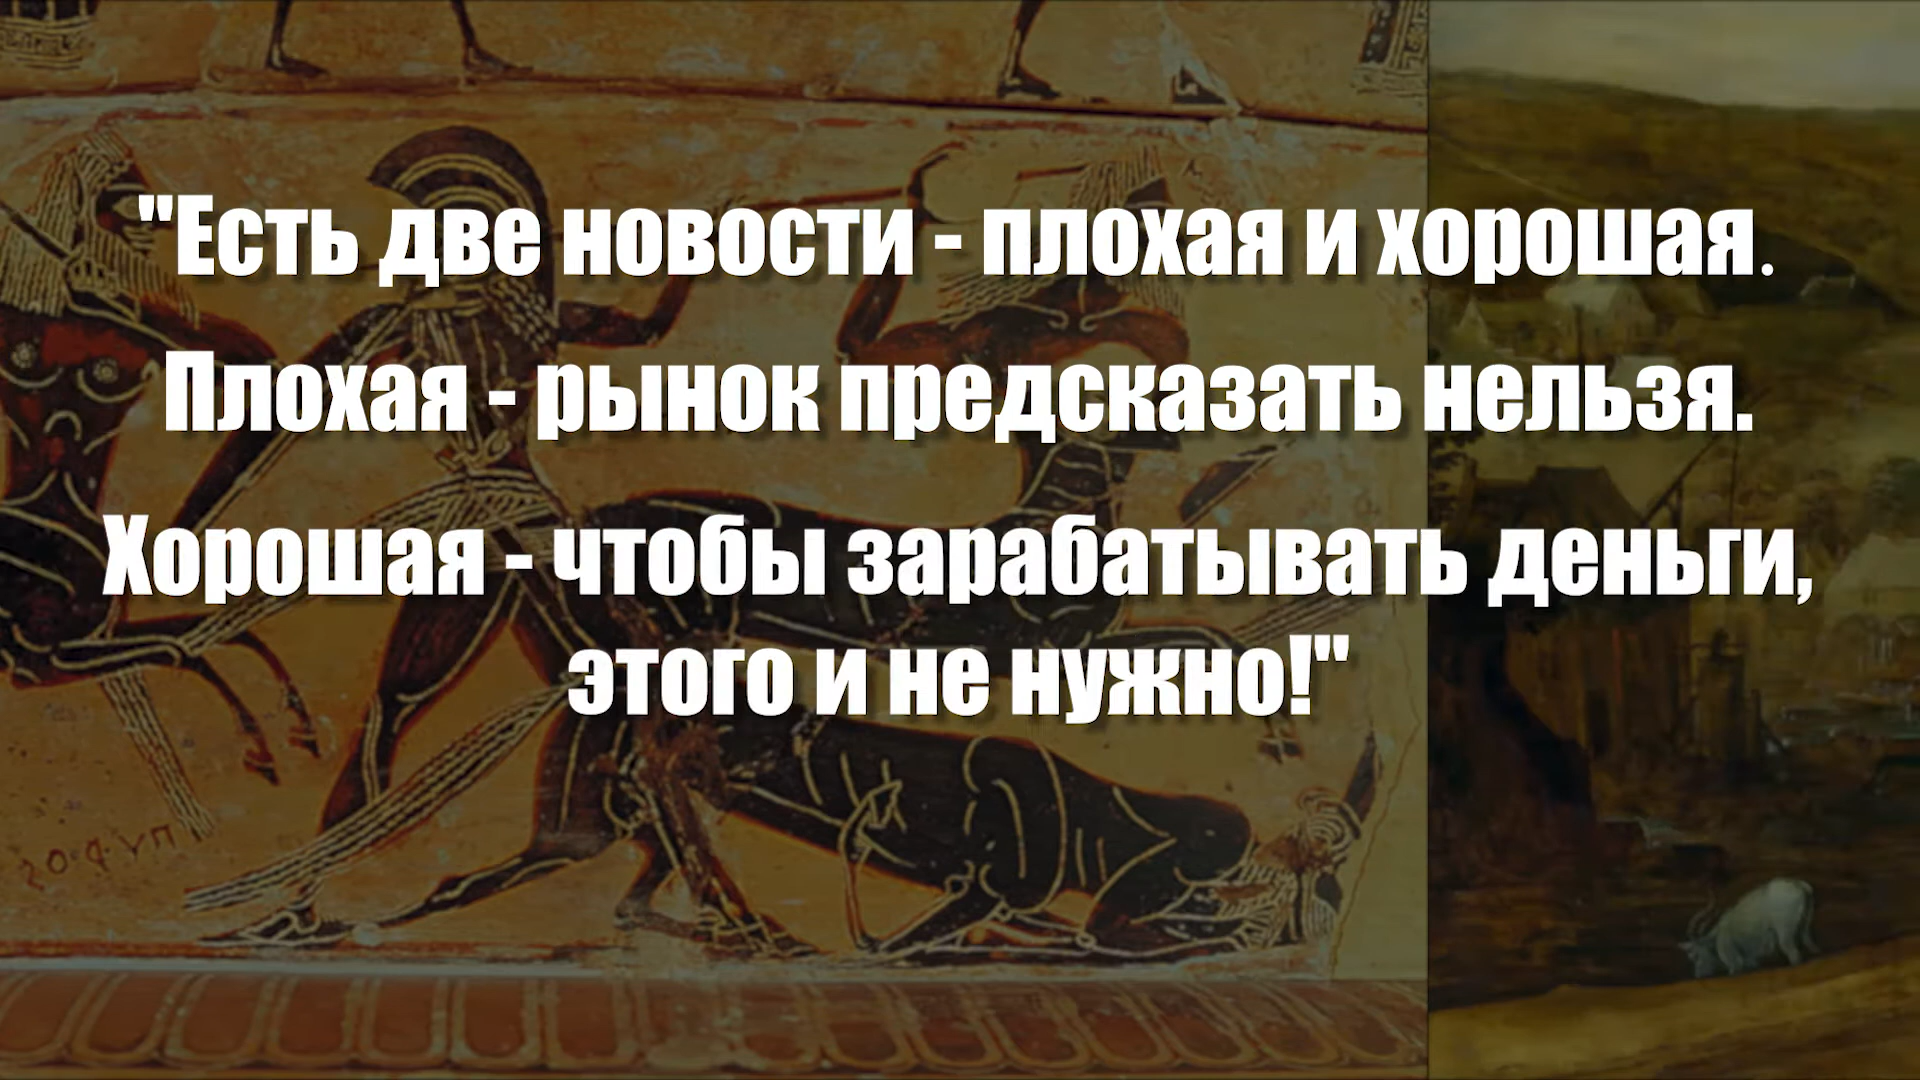 "Есть две новости - плохая и хорошая.
Плохая - рынок предсказать нельзя.
Хорошая - чтобы зарабатывать деньги,
этого и не нужно!"